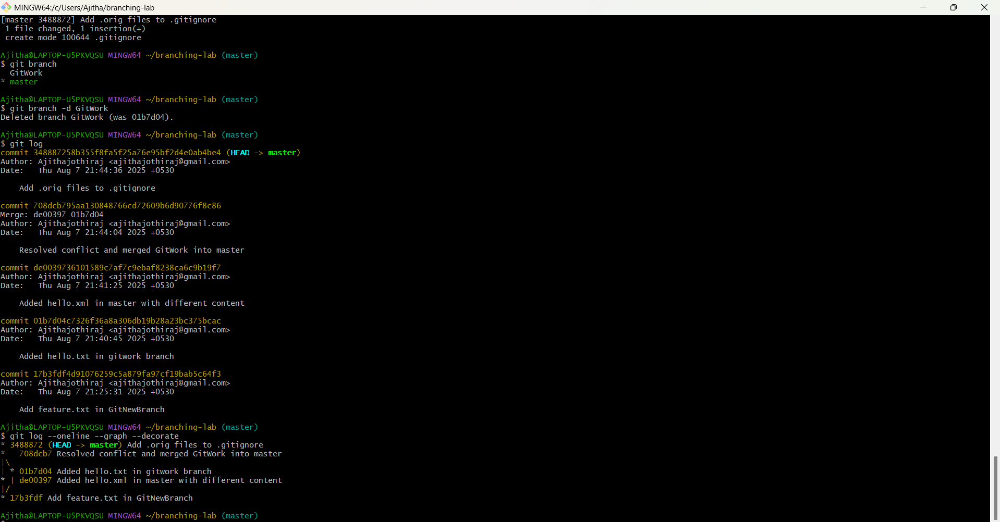 MINGW64:/c/Users/Ajitha/branching-lab
[master 3488872] Add .orig files to .gitignore
 1 file changed, 1 insertion(+)
 create mode 100644 .gitignore
Ajitha@LAPTOP-U5PKVQSU MINGW64 ~/branching-lab (master)
$ git branch
  GitWork
* master
Ajitha@LAPTOP-U5PKVQSU MINGW64 ~/branching-lab (master)
$ git branch -d GitWork
Deleted branch GitWork (was 01b7d04).
Ajitha@LAPTOP-U5PKVQSU MINGW64 ~/branching-lab (master)
$ git log
commit 348887258b355f8fa5f25a76e95bf2d4e0ab4be4 (HEAD -> master)
Author: Ajithajothiraj <ajithajothiraj@gmail.com>
Date:   Thu Aug 7 21:44:36 2025 +0530
    Add .orig files to .gitignore
commit 708dcb795aa130848766cd72609b6d90776f8c86
Merge: de00397 01b7d04
Author: Ajithajothiraj <ajithajothiraj@gmail.com>
Date:   Thu Aug 7 21:44:04 2025 +0530
    Resolved conflict and merged GitWork into master
commit de0039736101589c7af7c9ebaf8238ca6c9b19f7
Author: Ajithajothiraj <ajithajothiraj@gmail.com>
Date:   Thu Aug 7 21:41:25 2025 +0530
    Added hello.xml in master with different content
commit 01b7d04c7326f36a8a306db19b28a23bc375bcac
Author: Ajithajothiraj <ajithajothiraj@gmail.com>
Date:   Thu Aug 7 21:40:45 2025 +0530
    Added hello.txt in gitwork branch
commit 17b3fdf4d91076259c5a879fa97cf19bab5c64f3
Author: Ajithajothiraj <ajithajothiraj@gmail.com>
Date:   Thu Aug 7 21:25:31 2025 +0530
    Add feature.txt in GitNewBranch
Ajitha@LAPTOP-U5PKVQSU MINGW64 ~/branching-lab (master)
$ git log --oneline --graph --decorate
* 3488872 (HEAD -> master) Add .orig files to .gitignore
*   708dcb7 Resolved conflict and merged GitWork into master
|\
| * 01b7d04 Added hello.txt in gitwork branch
* | de00397 Added hello.xml in master with different content
|/
* 17b3fdf Add feature.txt in GitNewBranch
Ajitha@LAPTOP-U5PKVQSU MINGW64 ~/branching-lab (master)